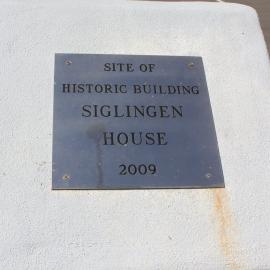 SITE OF
HISTORIC BUILDING
SIGLINGEN
HOUSE
2009